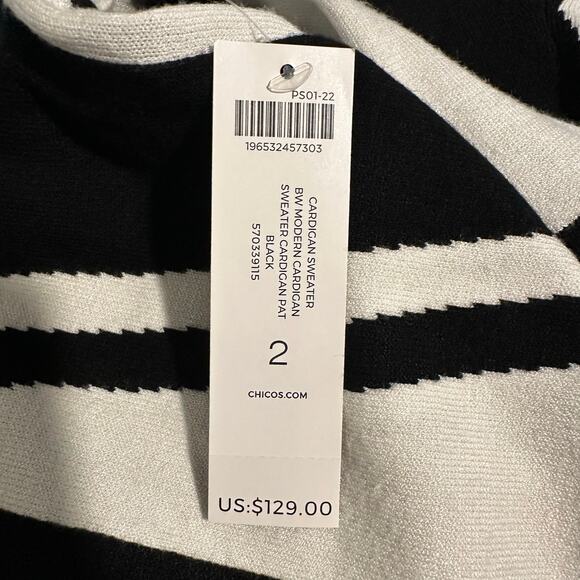 PS01-22
196532457303
CARDIGAN SWEATER
BW MODERN CARDIGAN
SWEATER CARDIGAN PAT
BLACK
570339115
2
CHICOS.COM
US:$129.00